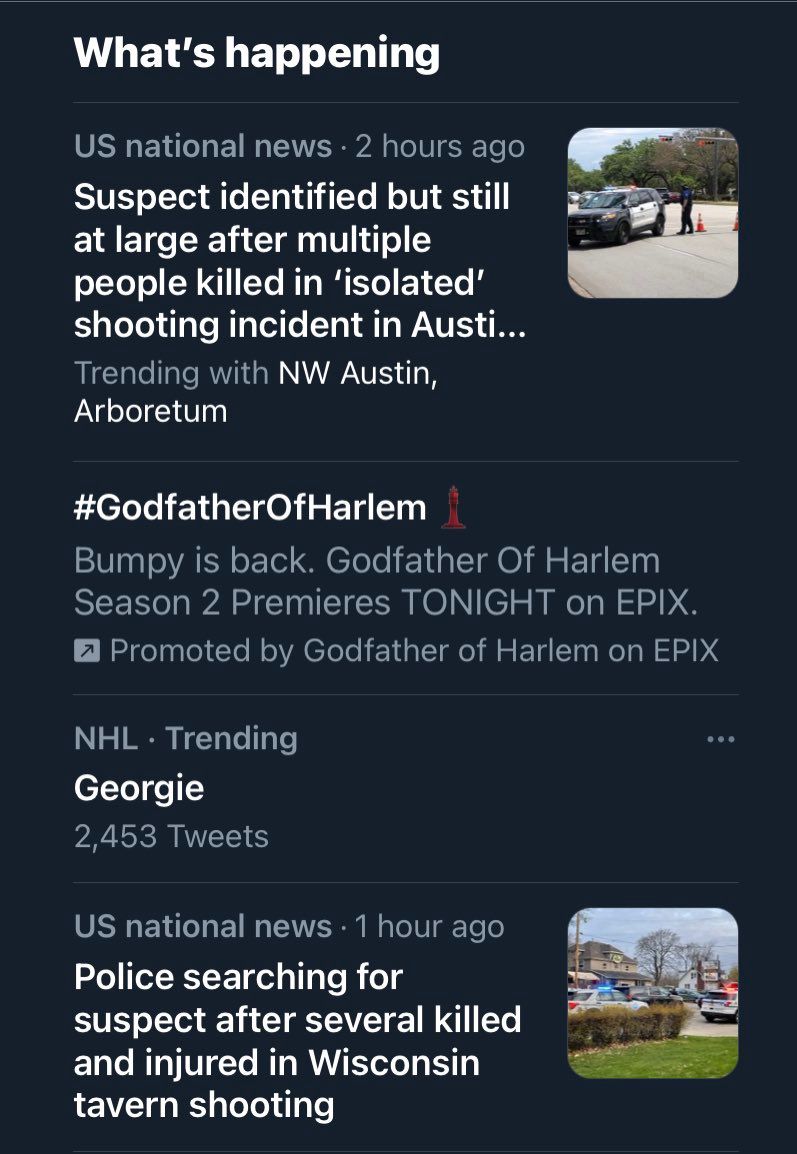 What's happening
US national news · 2 hours ago
Suspect identified but still
at large after multiple
people killed in ‘isolated’
shooting incident in Austi...
Trending with NW Austin,
Arboretum
#GodfatherOfHarlem
Bumpy is back. Godfather Of Harlem
Season 2 Premieres TONIGHT on EPIX.
Promoted by Godfather of Harlem on EPIX
NHL · Trending
Georgie
2,453 Tweets
US national news · 1 hour ago
Police searching for
suspect after several killed
and injured in Wisconsin
tavern shooting